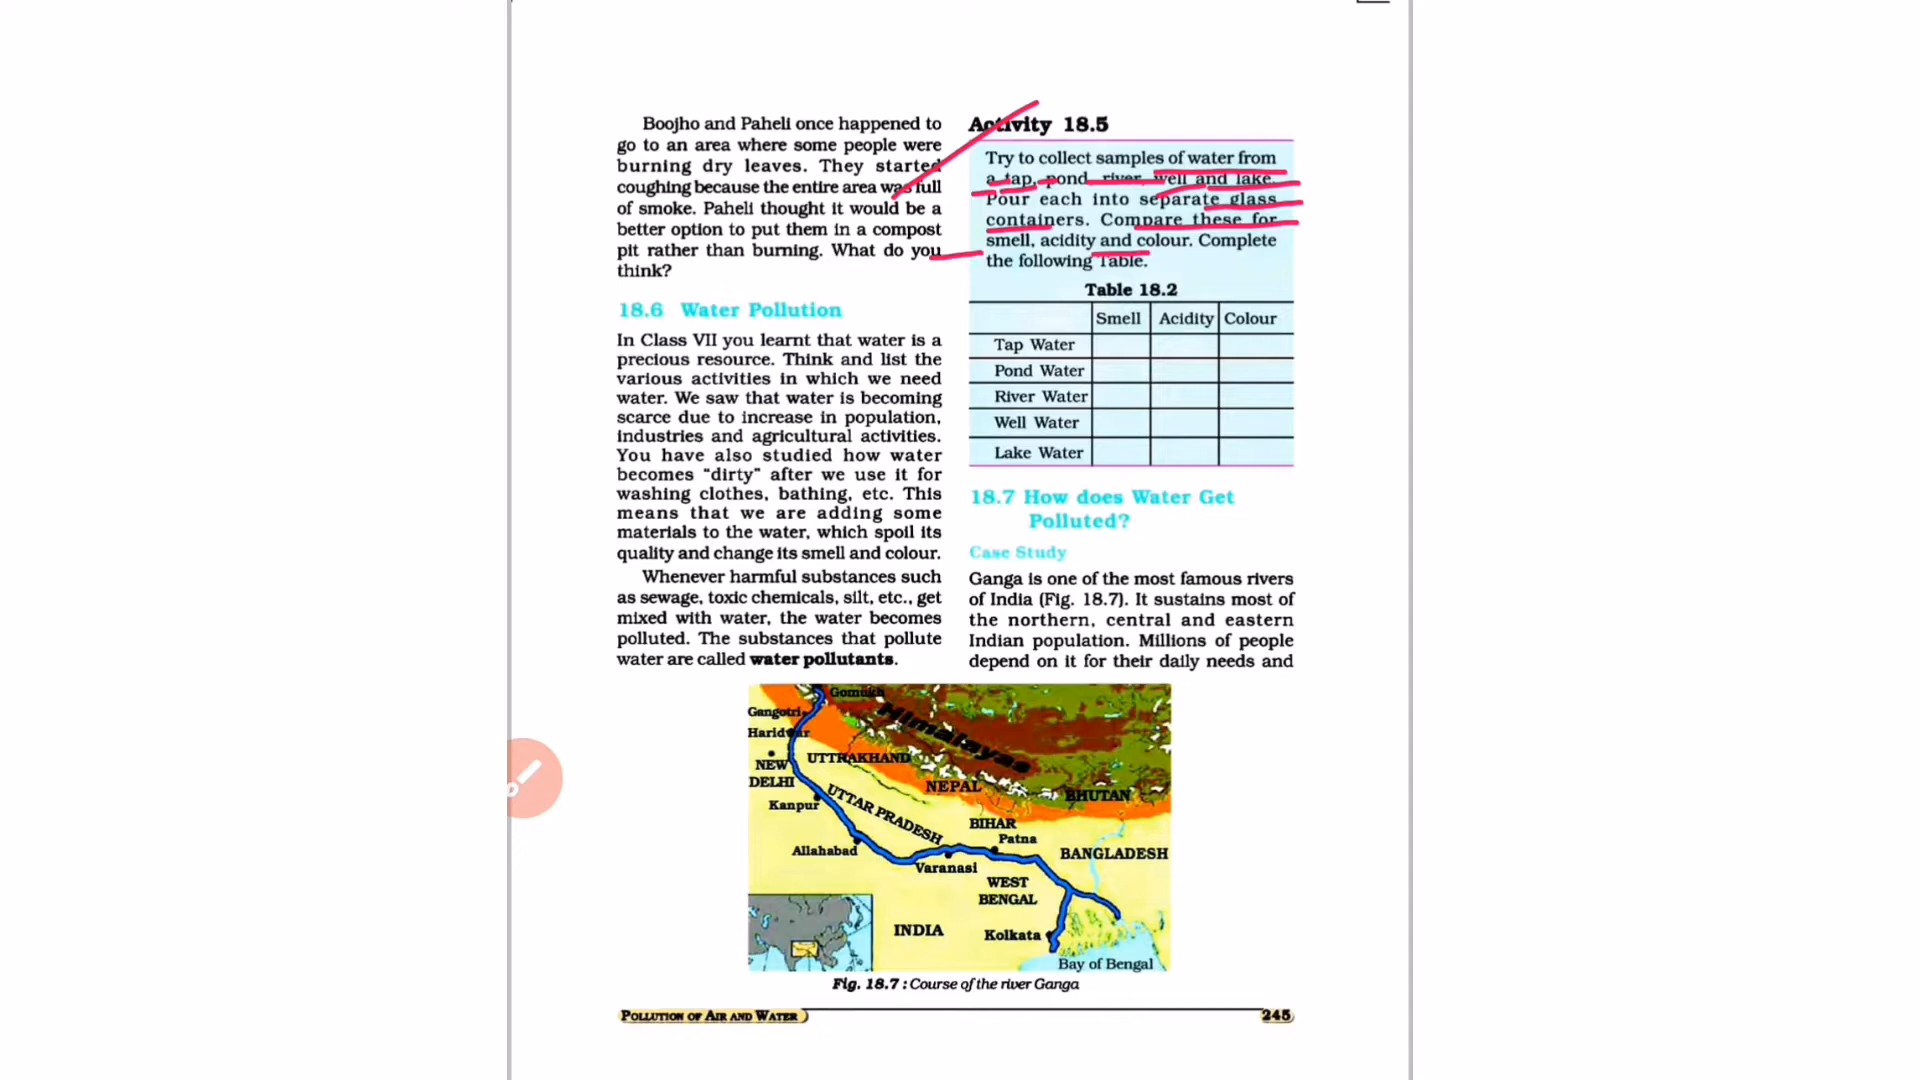 Boojho and Paheli once happened to
go to an area where some people were
burning dry leaves. They started
coughing because the entire area was full
of smoke. Paheli thought it would be a
better option to put them in a compost
pit rather than burning. What do you
think?
18.6 Water Pollution
In Class VII you learnt that water is a
precious resource. Think and list the
various activities in which we need
water. We saw that water is becoming
scarce due to increase in population,
industries and agricultural activities.
You have also studied how water
becomes “dirty” after we use it for
washing clothes, bathing, etc. This
means that we are adding some
materials to the water, which spoil its
quality and change its smell and colour.
Whenever harmful substances such
as sewage, toxic chemicals, silt, etc., get
mixed with water, the water becomes
polluted. The substances that pollute
water are called water pollutants.
Activity 18.5
Try to collect samples of water from
a tap, pond, river, well and lake.
Pour each into separate glass
containers. Compare these for
smell, acidity and colour. Complete
the following Table.
Table 18.2
Smell Acidity Colour
Tap Water
Pond Water
River Water
Well Water
Lake Water
18.7 How does Water Get
Polluted?
Case Study
Ganga is one of the most famous rivers
of India (Fig. 18.7). It sustains most of
the northern, central and eastern
Indian population. Millions of people
depend on it for their daily needs and
Gomukh
Gangotri
Haridwar
Himalayas
NEW
DELHI
UTTRAKHAND
NEPAL
BHUTAN
Kanpur
UTTAR PRADESH
BIHAR
Patna
Allahabad
Varanasi
BANGLADESH
WEST
BENGAL
INDIA
Kolkata
Bay of Bengal
Fig. 18.7 : Course of the river Ganga
POLLUTION OF AIR AND WATER
245